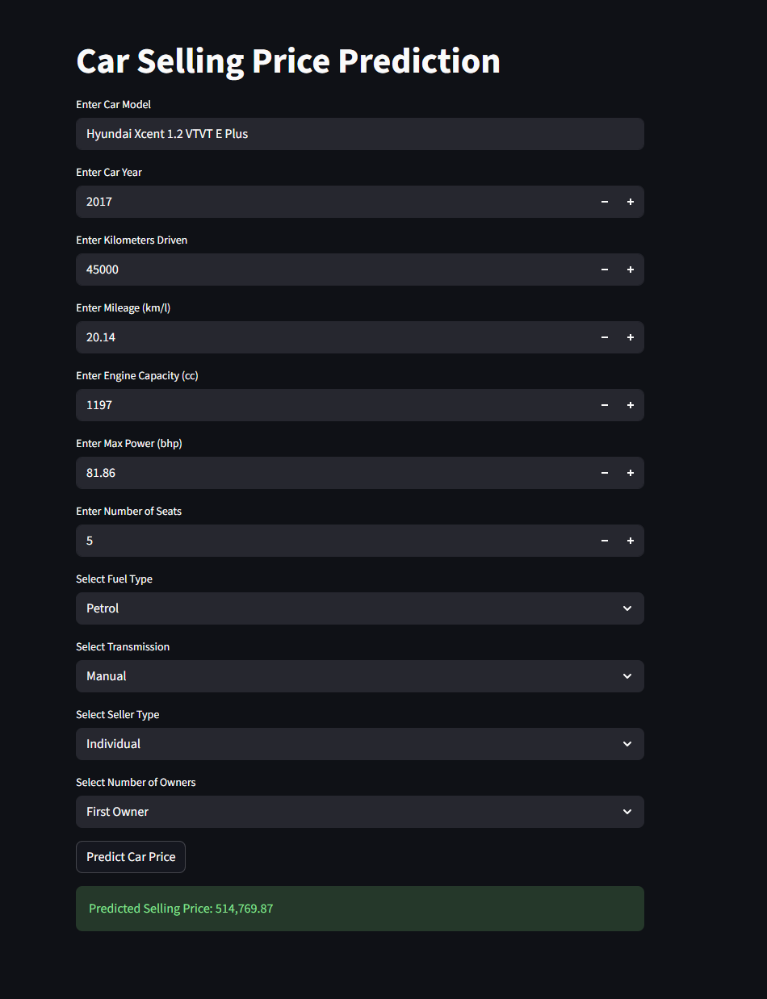 Car Selling Price Prediction
Enter Car Model
Hyundai Xcent 1.2 VTVT E Plus
Enter Car Year
2017
Enter Kilometers Driven
45000
Enter Mileage (km/l)
20.14
Enter Engine Capacity (cc)
1197
Enter Max Power (bhp)
81.86
Enter Number of Seats
5
Select Fuel Type
Petrol
Select Transmission
Manual
Select Seller Type
Individual
Select Number of Owners
First Owner
Predict Car Price
Predicted Selling Price: 514,769.87